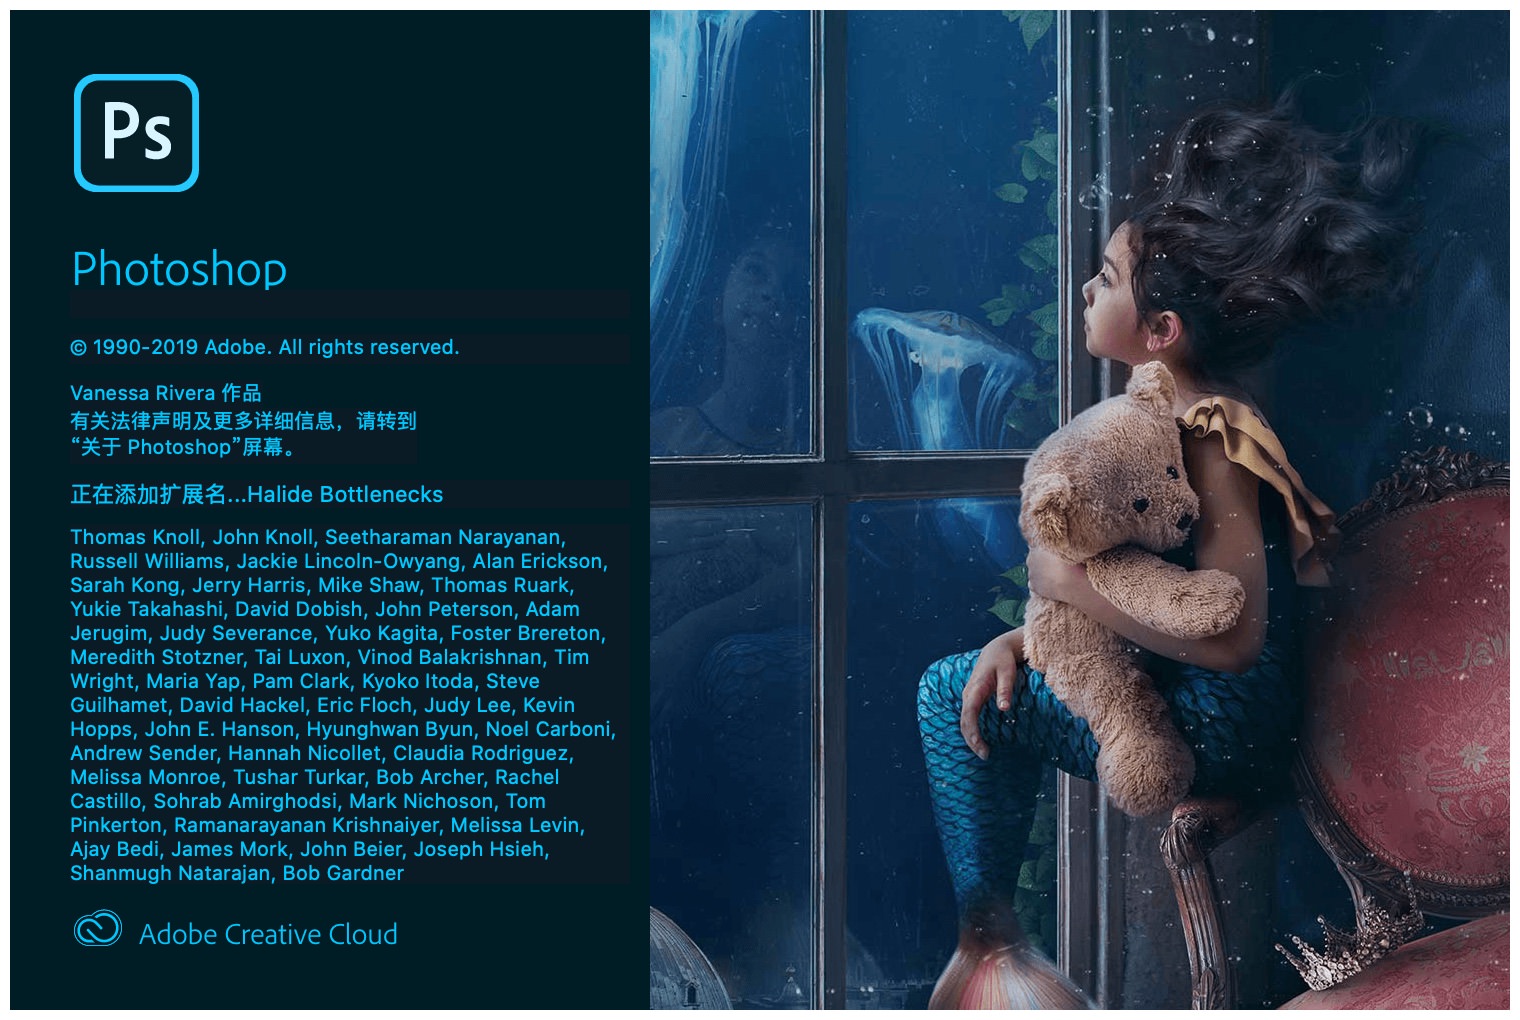 Ps
Photoshop
© 1990-2019 Adobe. All rights reserved.
Vanessa Rivera 作品
有关法律声明及更多详细信息，请转到
“关于 Photoshop”屏幕。
正在添加扩展名...Halide Bottlenecks
Thomas Knoll, John Knoll, Seetharaman Narayanan,
Russell Williams, Jackie Lincoln-Owyang, Alan Erickson,
Sarah Kong, Jerry Harris, Mike Shaw, Thomas Ruark,
Yukie Takahashi, David Dobish, John Peterson, Adam
Jerugim, Judy Severance, Yuko Kagita, Foster Brereton,
Meredith Stotzner, Tai Luxon, Vinod Balakrishnan, Tim
Wright, Maria Yap, Pam Clark, Kyoko Itoda, Steve
Guilhamet, David Hackel, Eric Floch, Judy Lee, Kevin
Hopps, John E. Hanson, Hyunghwan Byun, Noel Carboni,
Andrew Sender, Hannah Nicollet, Claudia Rodriguez,
Melissa Monroe, Tushar Turkar, Bob Archer, Rachel
Castillo, Sohrab Amirghodsi, Mark Nichoson, Tom
Pinkerton, Ramanarayanan Krishnaiyer, Melissa Levin,
Ajay Bedi, James Mork, John Beier, Joseph Hsieh,
Shanmugh Natarajan, Bob Gardner
Adobe Creative Cloud